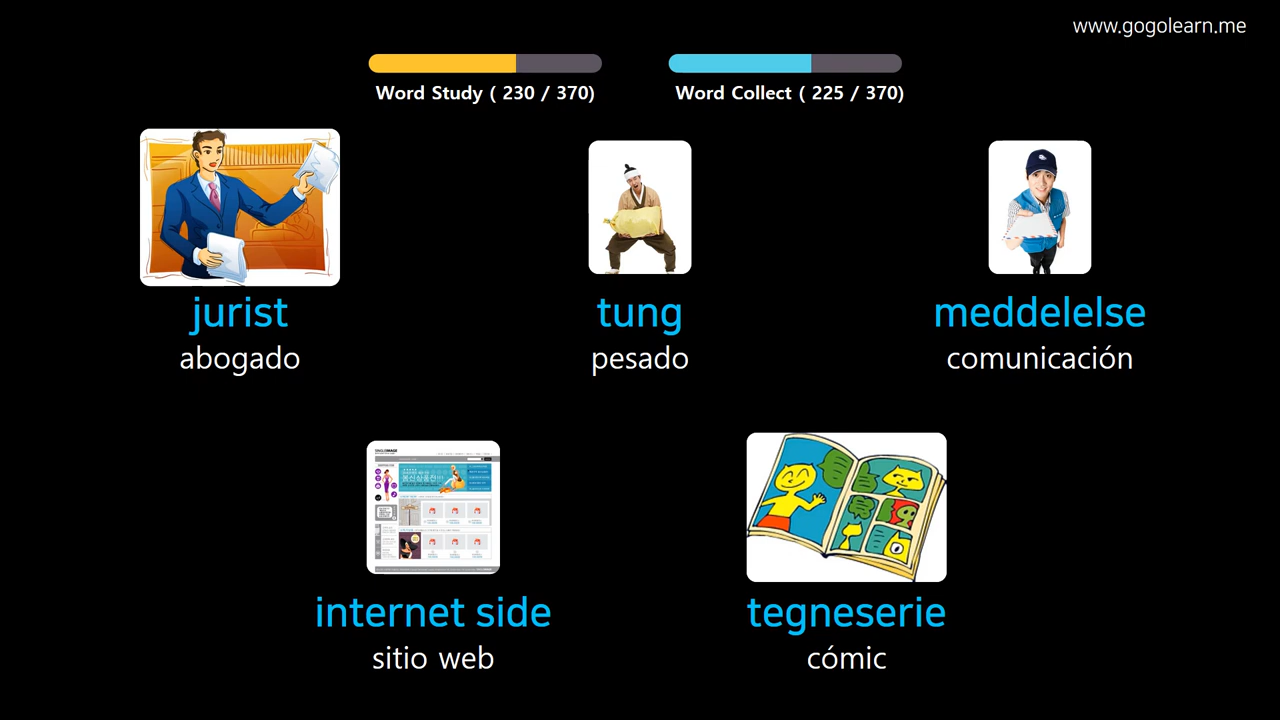 www.gogolearn.me
Word Study ( 230 / 370)
Word Collect ( 225 / 370)
jurist
abogado
tung
pesado
meddelelse
comunicación
internet side
sitio web
tegneserie
cómic